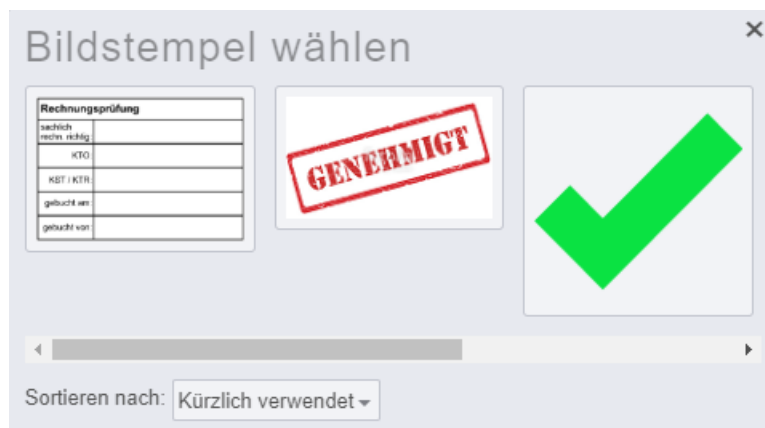 Bildstempel wählen
Rechnungsprüfung
sachlich
rechn. richtig:
KTO:
KST / KTR:
gebucht am:
gebucht von:
GENEHMIGT
Sortieren nach: Kürzlich verwendet